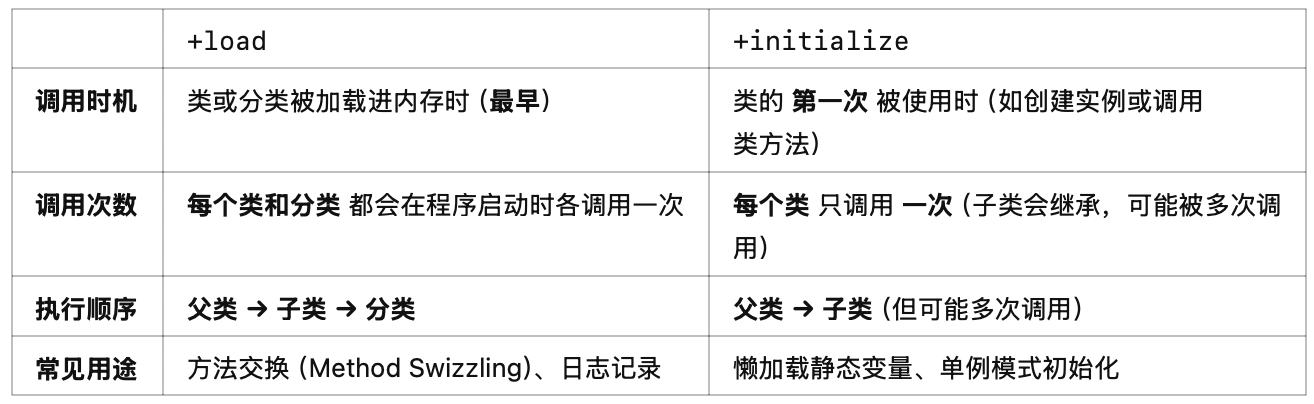 +load
+initialize
调用时机
类或分类被加载进内存时（最早）
类的 第一次 被使用时（如创建实例或调用
类方法）
调用次数
每个类和分类 都会在程序启动时各调用一次
每个类 只调用 一次（子类会继承，可能被多次调
用）
执行顺序
父类 → 子类 → 分类
父类 → 子类（但可能多次调用）
常见用途
方法交换（Method Swizzling）、日志记录
懒加载静态变量、单例模式初始化